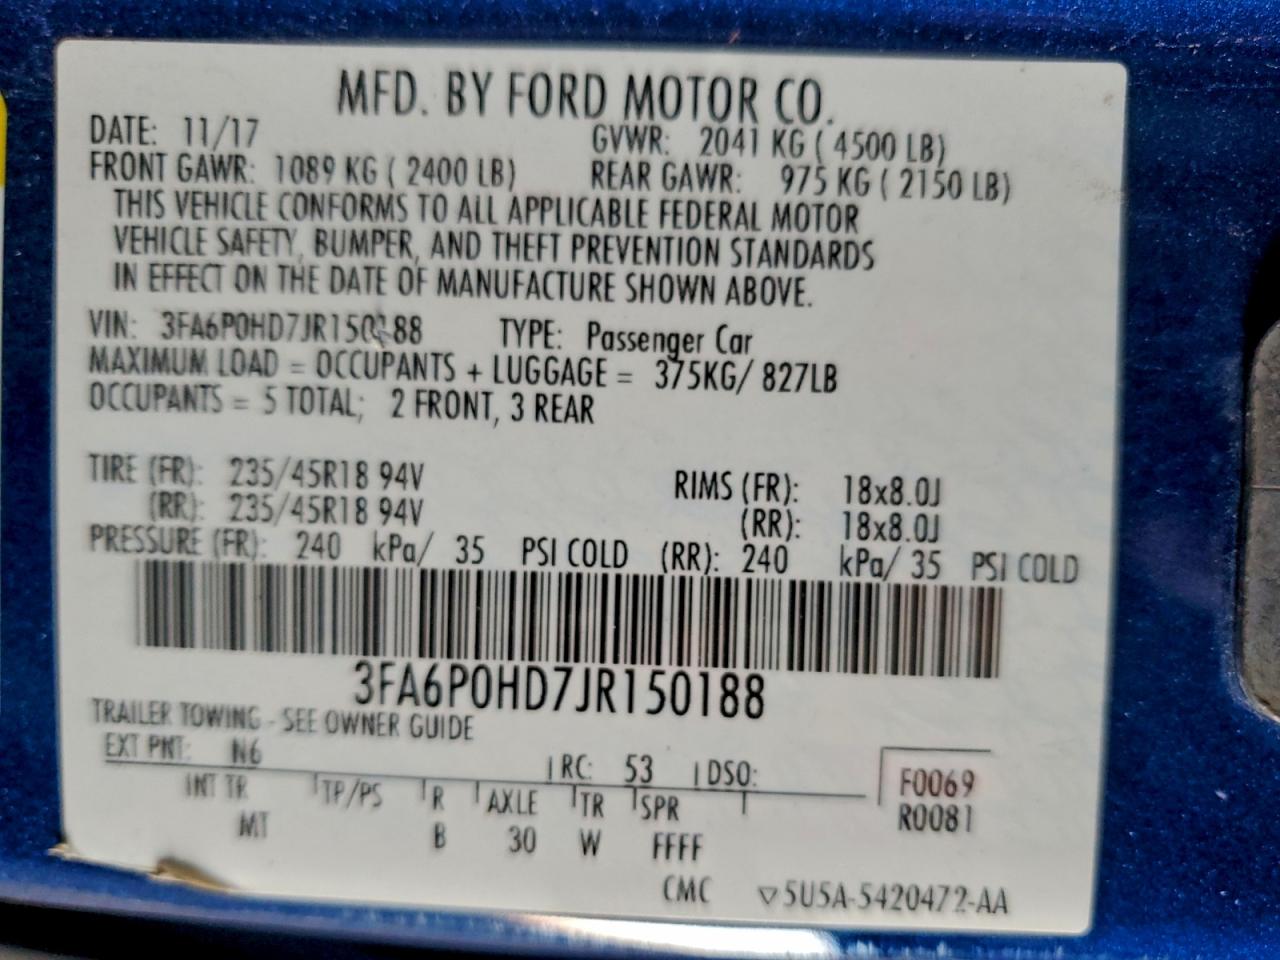 MFD. BY FORD MOTOR CO.
DATE: 11/17 GVWR: 2041 KG ( 4500 LB)
FRONT GAWR: 1089 KG ( 2400 LB) REAR GAWR: 975 KG ( 2150 LB)
THIS VEHICLE CONFORMS TO ALL APPLICABLE FEDERAL MOTOR
VEHICLE SAFETY, BUMPER, AND THEFT PREVENTION STANDARDS
IN EFFECT ON THE DATE OF MANUFACTURE SHOWN ABOVE.
VIN: 3FA6P0HD7JR150188 TYPE: Passenger Car
MAXIMUM LOAD = OCCUPANTS + LUGGAGE = 375KG/ 827LB
OCCUPANTS = 5 TOTAL; 2 FRONT, 3 REAR
TIRE (FR): 235/45R18 94V RIMS (FR): 18x8.0J
(RR): 235/45R18 94V (RR): 18x8.0J
PRESSURE (FR): 240 kPa/ 35 PSI COLD (RR): 240 kPa/ 35 PSI COLD
3FA6P0HD7JR150188
TRAILER TOWING - SEE OWNER GUIDE
EXT PNT: N6 RC: 53 DSO: F0069
INT TR TP/PS R AXLE TR SPR R0081
MT B 30 W FFFF
CMC ▽5U5A-5420472-AA